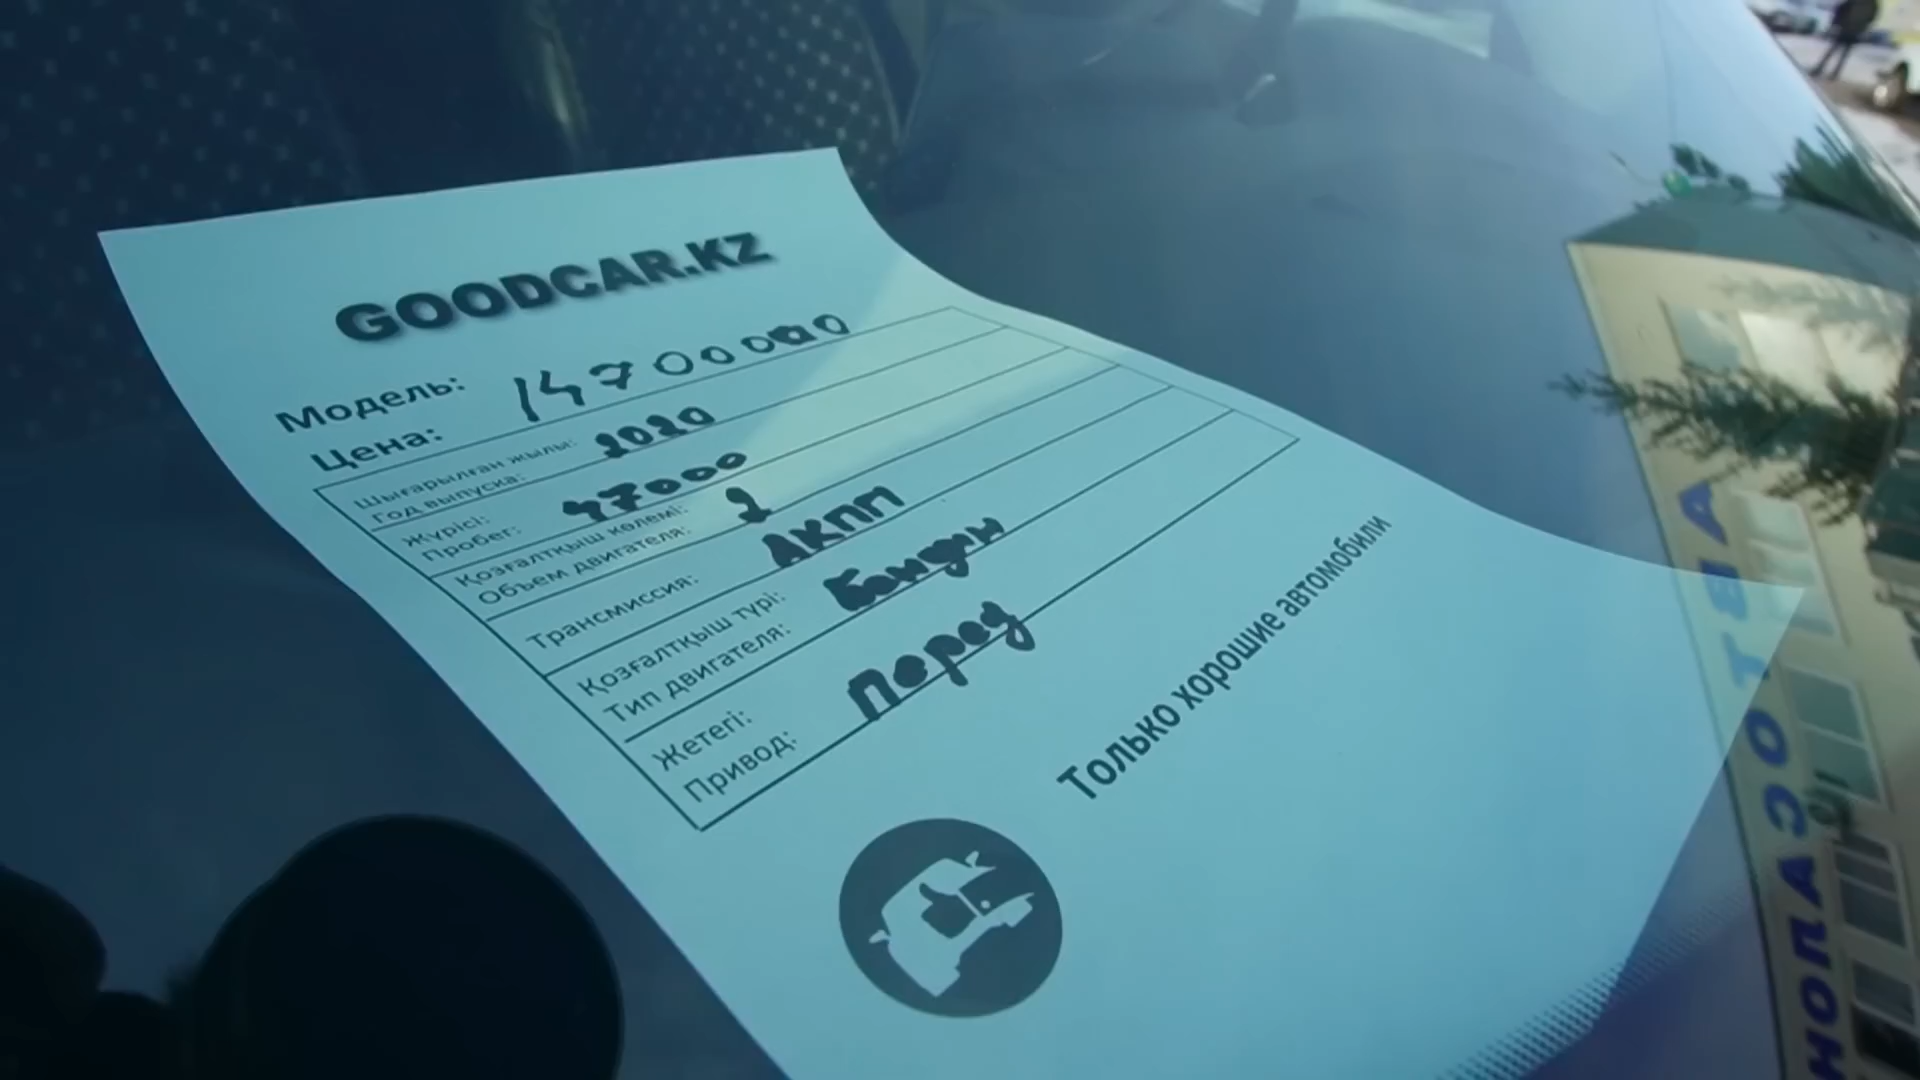 GOODCAR.KZ
Модель:
Цена: 14700000
Шығарылған жылы:
Год выпуска: 2020
Жүрісі:
Пробег: 47000
Қозғалтқыш көлемі:
Объем двигателя: 2
Трансмиссия: АКПП
Қозғалтқыш түрі:
Тип двигателя:
Жетегі:
Привод: Перед
Только хорошие автомобили